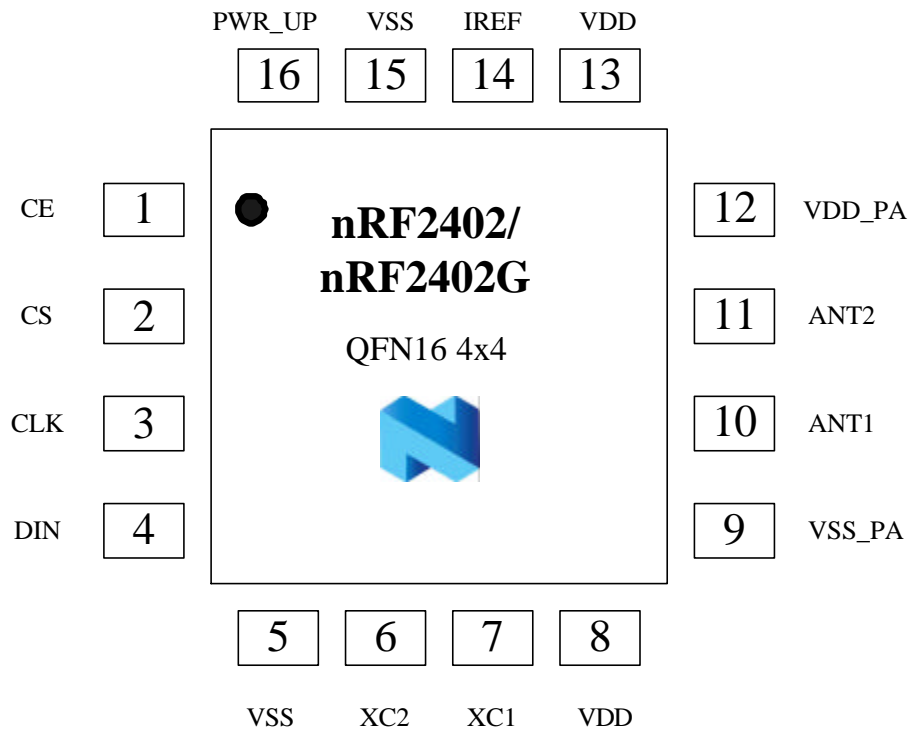 PWR_UP VSS IREF VDD
16 15 14 13
CE 1 nRF2402/ 12 VDD_PA
nRF2402G
CS 2 11 ANT2
QFN16 4x4
CLK 3 10 ANT1
DIN 4 9 VSS_PA
5 6 7 8
VSS XC2 XC1 VDD